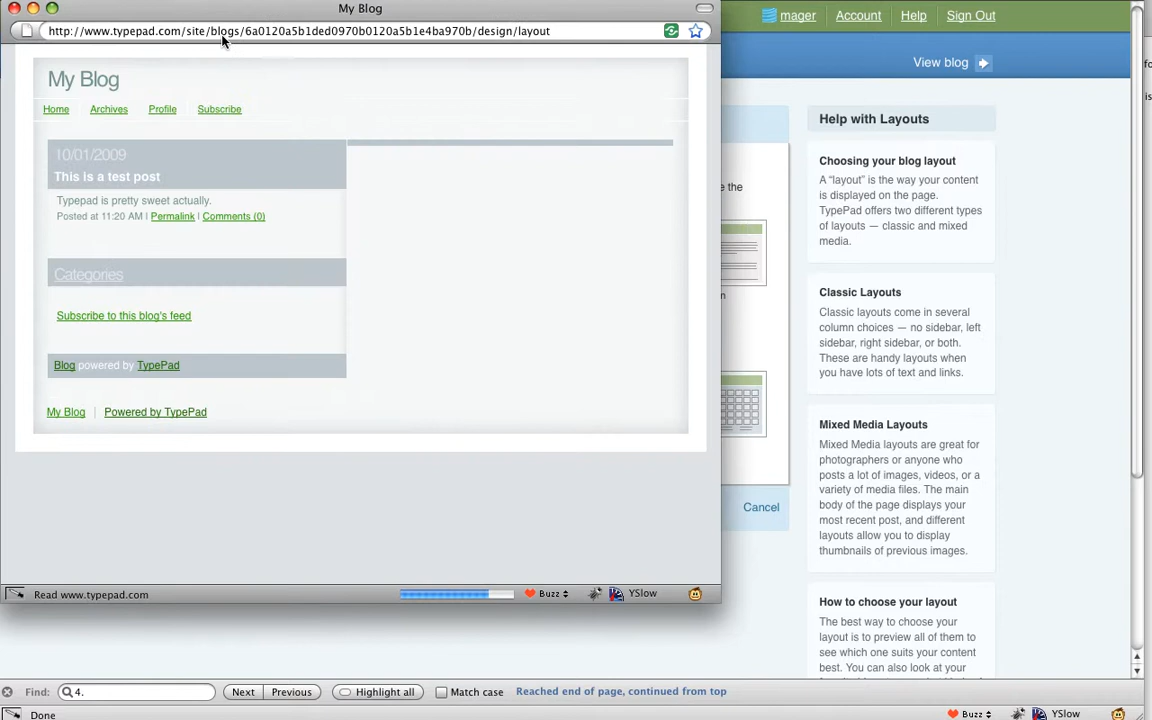 My Blog
http://www.typepad.com/site/blogs/6a0120a5b1ded0970b0120a5b1e4ba970b/design/layout
My Blog
Home Archives Profile Subscribe
10/01/2009
This is a test post
Typepad is pretty sweet actually.
Posted at 11:20 AM | Permalink | Comments (0)
Categories
Subscribe to this blog's feed
Blog powered by TypePad
My Blog | Powered by TypePad
Read www.typepad.com
Buzz
YSlow
mager Account Help Sign Out
View blog
the
Cancel
Help with Layouts
Choosing your blog layout
A “layout” is the way your content
is displayed on the page.
TypePad offers two different types
of layouts — classic and mixed
media.
Classic Layouts
Classic layouts come in several
column choices — no sidebar, left
sidebar, right sidebar, or both.
These are handy layouts when
you have lots of text and links.
Mixed Media Layouts
Mixed Media layouts are great for
photographers or anyone who
posts a lot of images, videos, or a
variety of media files. The main
body of the page displays your
most recent post, and different
layouts allow you to display
thumbnails of previous images.
How to choose your layout
The best way to choose your
layout is to preview all of them to
see which one suits your content
best. You can also look at your
Find: 4. Next Previous Highlight all Match case Reached end of page, continued from top
Done
Buzz
YSlow